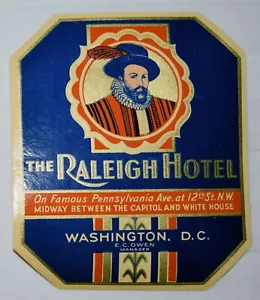 THE RALEIGH HOTEL
On Famous Pennsylvania Ave. at 12th St. N.W.
MIDWAY BETWEEN THE CAPITOL AND WHITE HOUSE
WASHINGTON, D.C.
E.C. OWEN
MANAGER